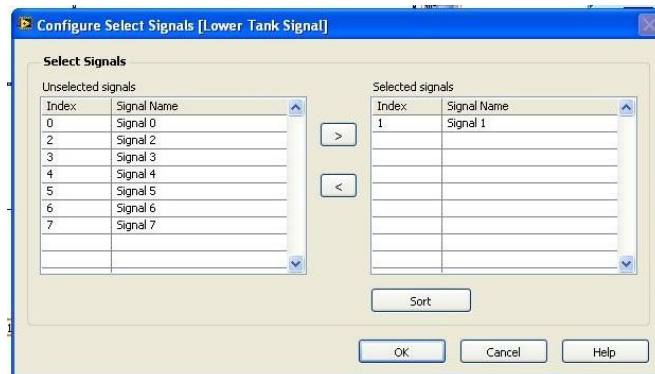 Configure Select Signals [Lower Tank Signal]
Select Signals
Unselected signals
Index Signal Name
0 Signal 0
2 Signal 2
3 Signal 3
4 Signal 4
5 Signal 5
6 Signal 6
7 Signal 7
>
<
Selected signals
Index Signal Name
1 Signal 1
Sort
OK Cancel Help